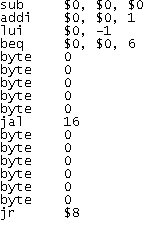 sub $0, $0, $0
addi $0, $0, 1
lui $0, -1
beq $0, $0, 6
byte 0
byte 0
byte 0
byte 0
byte 0
jal 16
byte 0
byte 0
byte 0
byte 0
byte 0
byte 0
jr $8